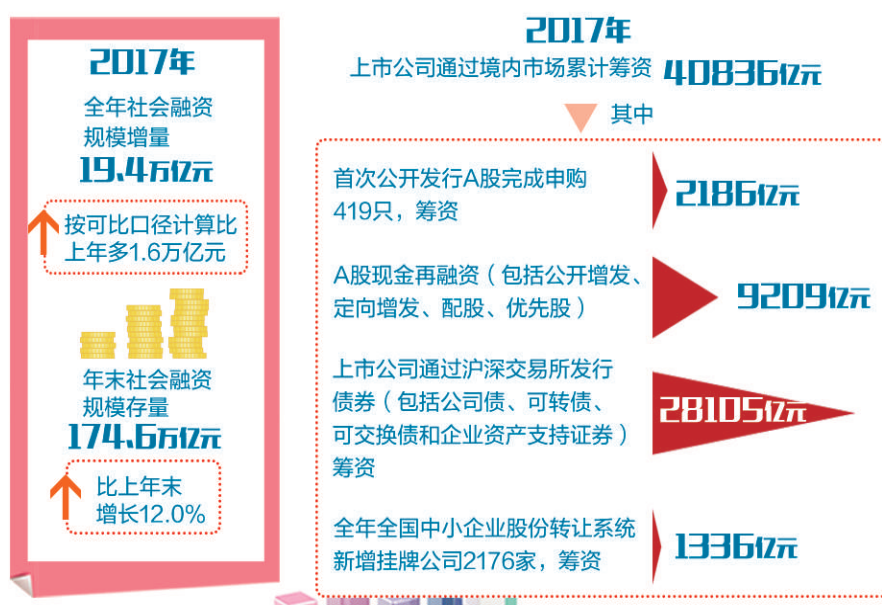 2017年
全年社会融资
规模增量
19.4万亿元
按可比口径计算比
上年多1.6万亿元
年末社会融资
规模存量
174.6万亿元
比上年末
增长12.0%
2017年
上市公司通过境内市场累计筹资 40836亿元
其中
首次公开发行A股完成申购
419只，筹资
2186亿元
A股现金再融资（包括公开增发、
定向增发、配股、优先股）
9209亿元
上市公司通过沪深交易所发行
债券（包括公司债、可转债、
可交换债和企业资产支持证券）
筹资
28105亿元
全年全国中小企业股份转让系统
新增挂牌公司2176家，筹资
1336亿元